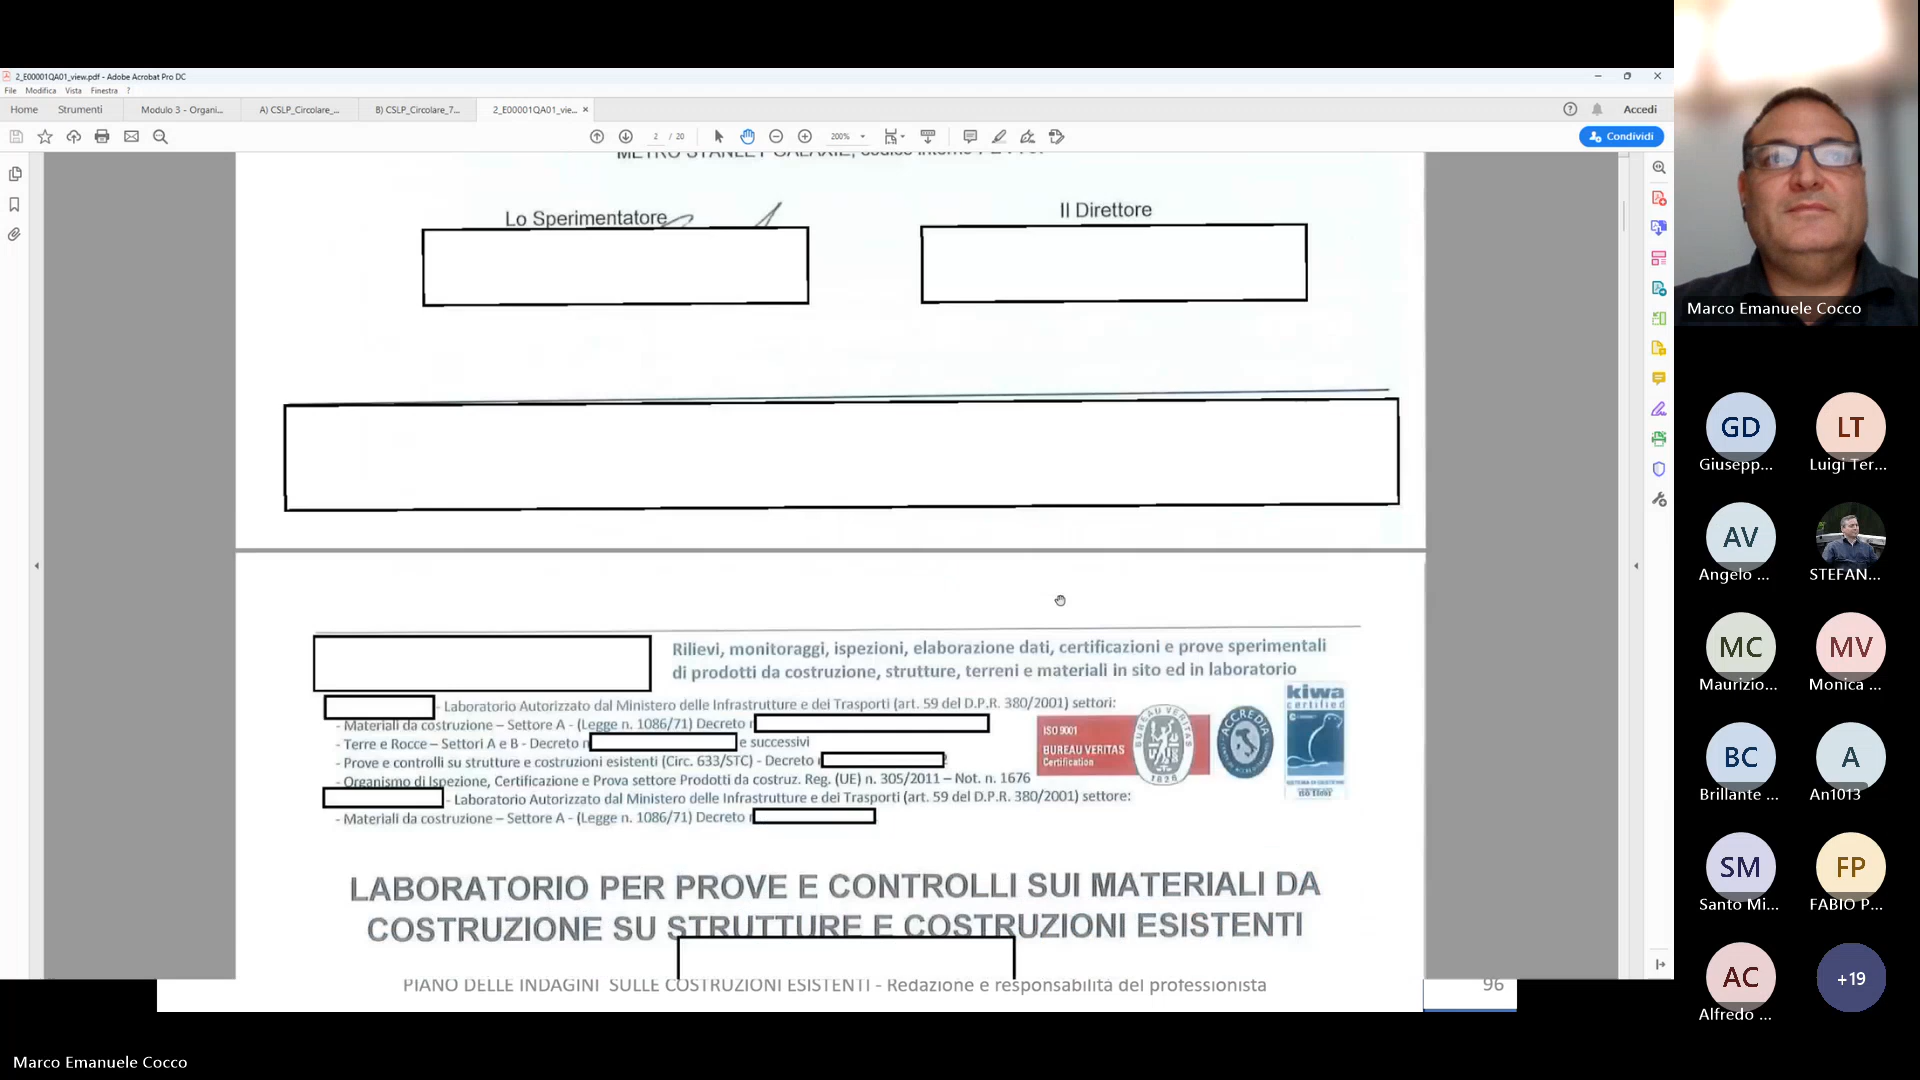 2_E00001QA01_view.pdf - Adobe Acrobat Pro DC
File Modifica Vista Finestra ?
Home Strumenti Modulo 3 - Organi... A) CSLP_Circolare_... B) CSLP_Circolare_7... 2_E00001QA01_vie... Accedi
2 / 20 200% Condividi
Lo Sperimentatore
Il Direttore
Rilievi, monitoraggi, ispezioni, elaborazione dati, certificazioni e prove sperimentali
di prodotti da costruzione, strutture, terreni e materiali in sito ed in laboratorio
- Laboratorio Autorizzato dal Ministero delle Infrastrutture e dei Trasporti (art. 59 del D.P.R. 380/2001) settori:
- Materiali da costruzione – Settore A - (Legge n. 1086/71) Decreto
- Terre e Rocce – Settori A e B - Decreto n e successivi
- Prove e controlli su strutture e costruzioni esistenti (Circ. 633/STC) - Decreto
- Organismo di Ispezione, Certificazione e Prova settore Prodotti da costruz. Reg. (UE) n. 305/2011 – Not. n. 1676
- Laboratorio Autorizzato dal Ministero delle Infrastrutture e dei Trasporti (art. 59 del D.P.R. 380/2001) settore:
- Materiali da costruzione – Settore A - (Legge n. 1086/71) Decreto
ISO 9001
BUREAU VERITAS
Certification
BUREAU VERITAS
1828
ACCREDIA
kiwa
certified
LABORATORIO PER PROVE E CONTROLLI SUI MATERIALI DA
COSTRUZIONE SU STRUTTURE E COSTRUZIONI ESISTENTI
PIANO DELLE INDAGINI SULLE COSTRUZIONI ESISTENTI - Redazione e responsabilità del professionista
96
Marco Emanuele Cocco
Marco Emanuele Cocco
GD
Giusepp...
LT
Luigi Ter...
AV
Angelo ...
STEFAN...
MC
Maurizio...
MV
Monica ...
BC
Brillante ...
A
An1013
SM
Santo Mi...
FP
FABIO P...
AC
Alfredo ...
+19